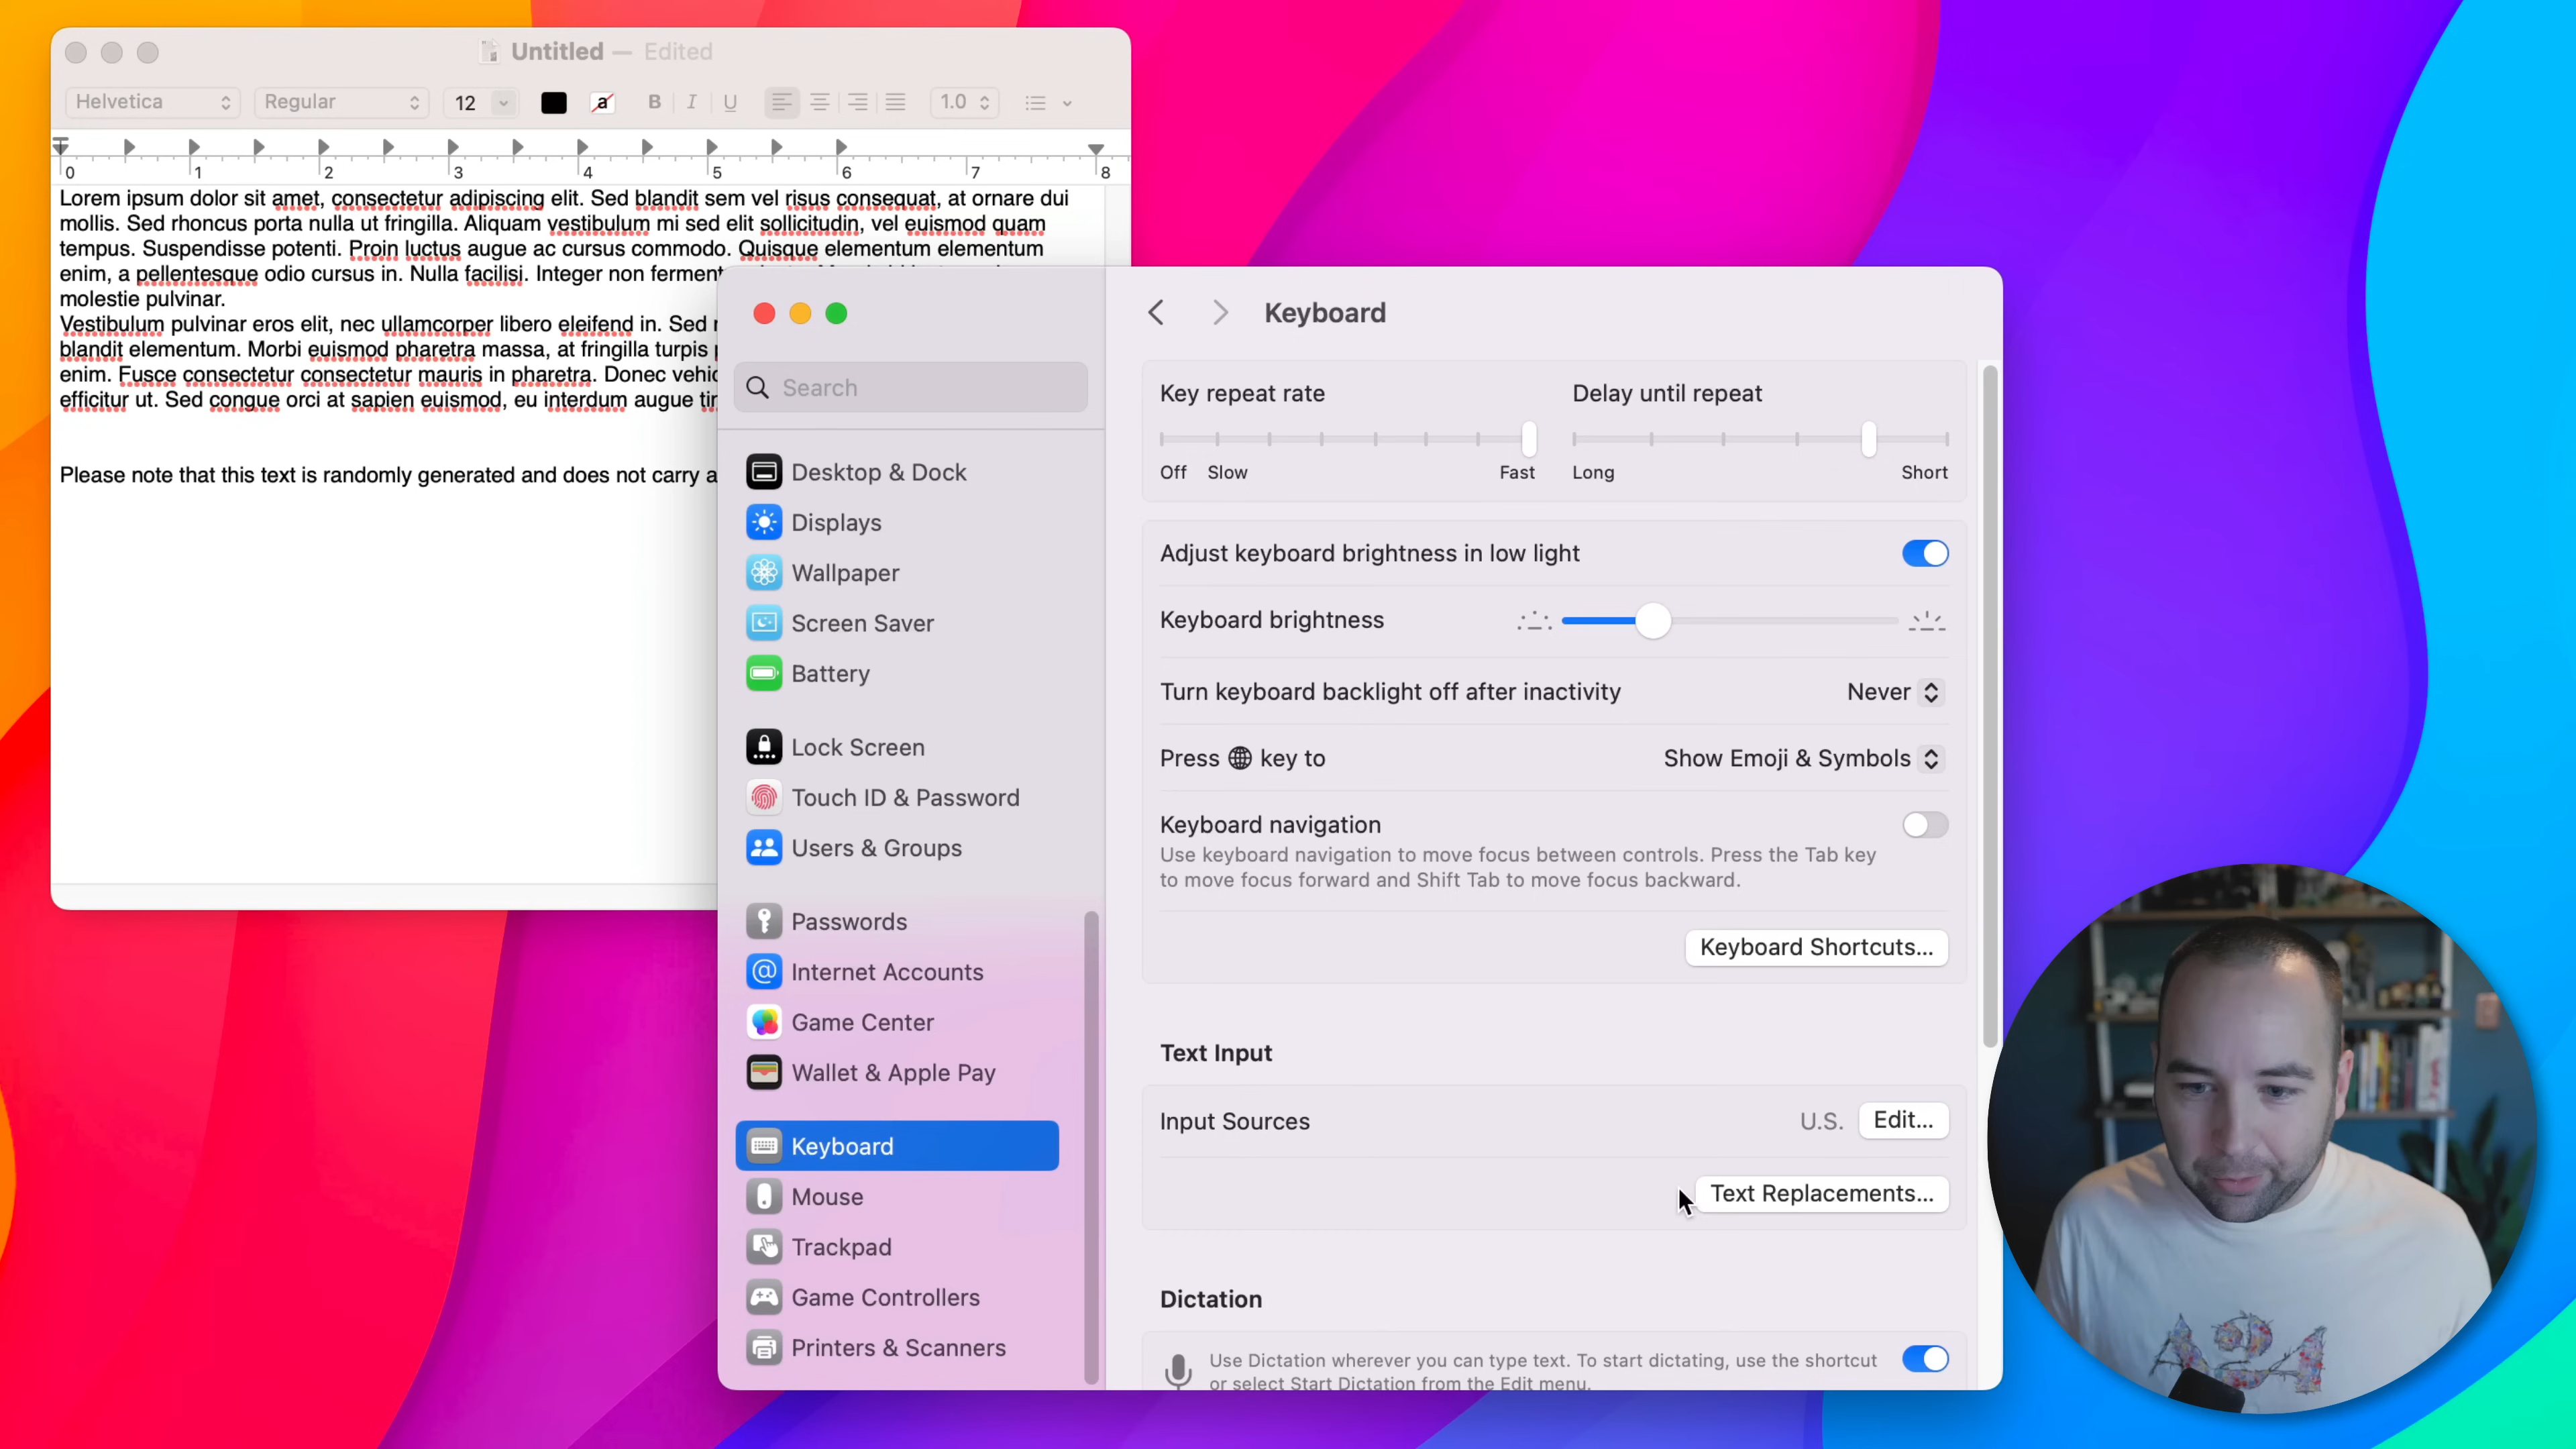 Untitled — Edited
Helvetica Regular 12 a B I U 1.0
0 1 2 3 4 5 6 7 8
Lorem ipsum dolor sit amet, consectetur adipiscing elit. Sed blandit sem vel risus consequat, at ornare dui
mollis. Sed rhoncus porta nulla ut fringilla. Aliquam vestibulum mi sed elit sollicitudin, vel euismod quam
tempus. Suspendisse potenti. Proin luctus augue ac cursus commodo. Quisque elementum elementum
enim, a pellentesque odio cursus in. Nulla facilisi. Integer non ferment
molestie pulvinar.
Vestibulum pulvinar eros elit, nec ullamcorper libero eleifend in. Sed
blandit elementum. Morbi euismod pharetra massa, at fringilla turpis
enim. Fusce consectetur consectetur mauris in pharetra. Donec
efficitur ut. Sed congue orci at sapien euismod, eu interdum augue
Please note that this text is randomly generated and does not carry a
Search
Desktop & Dock
Displays
Wallpaper
Screen Saver
Battery
Lock Screen
Touch ID & Password
Users & Groups
Passwords
Internet Accounts
Game Center
Wallet & Apple Pay
Keyboard
Mouse
Trackpad
Game Controllers
Printers & Scanners
Keyboard
Key repeat rate
Off Slow Fast
Delay until repeat
Long Short
Adjust keyboard brightness in low light
Keyboard brightness
Turn keyboard backlight off after inactivity Never
Press key to Show Emoji & Symbols
Keyboard navigation
Use keyboard navigation to move focus between controls. Press the Tab key
to move focus forward and Shift Tab to move focus backward.
Keyboard Shortcuts...
Text Input
Input Sources U.S. Edit...
Text Replacements...
Dictation
Use Dictation wherever you can type text. To start dictating, use the shortcut
or select Start Dictation from the Edit menu.
A24